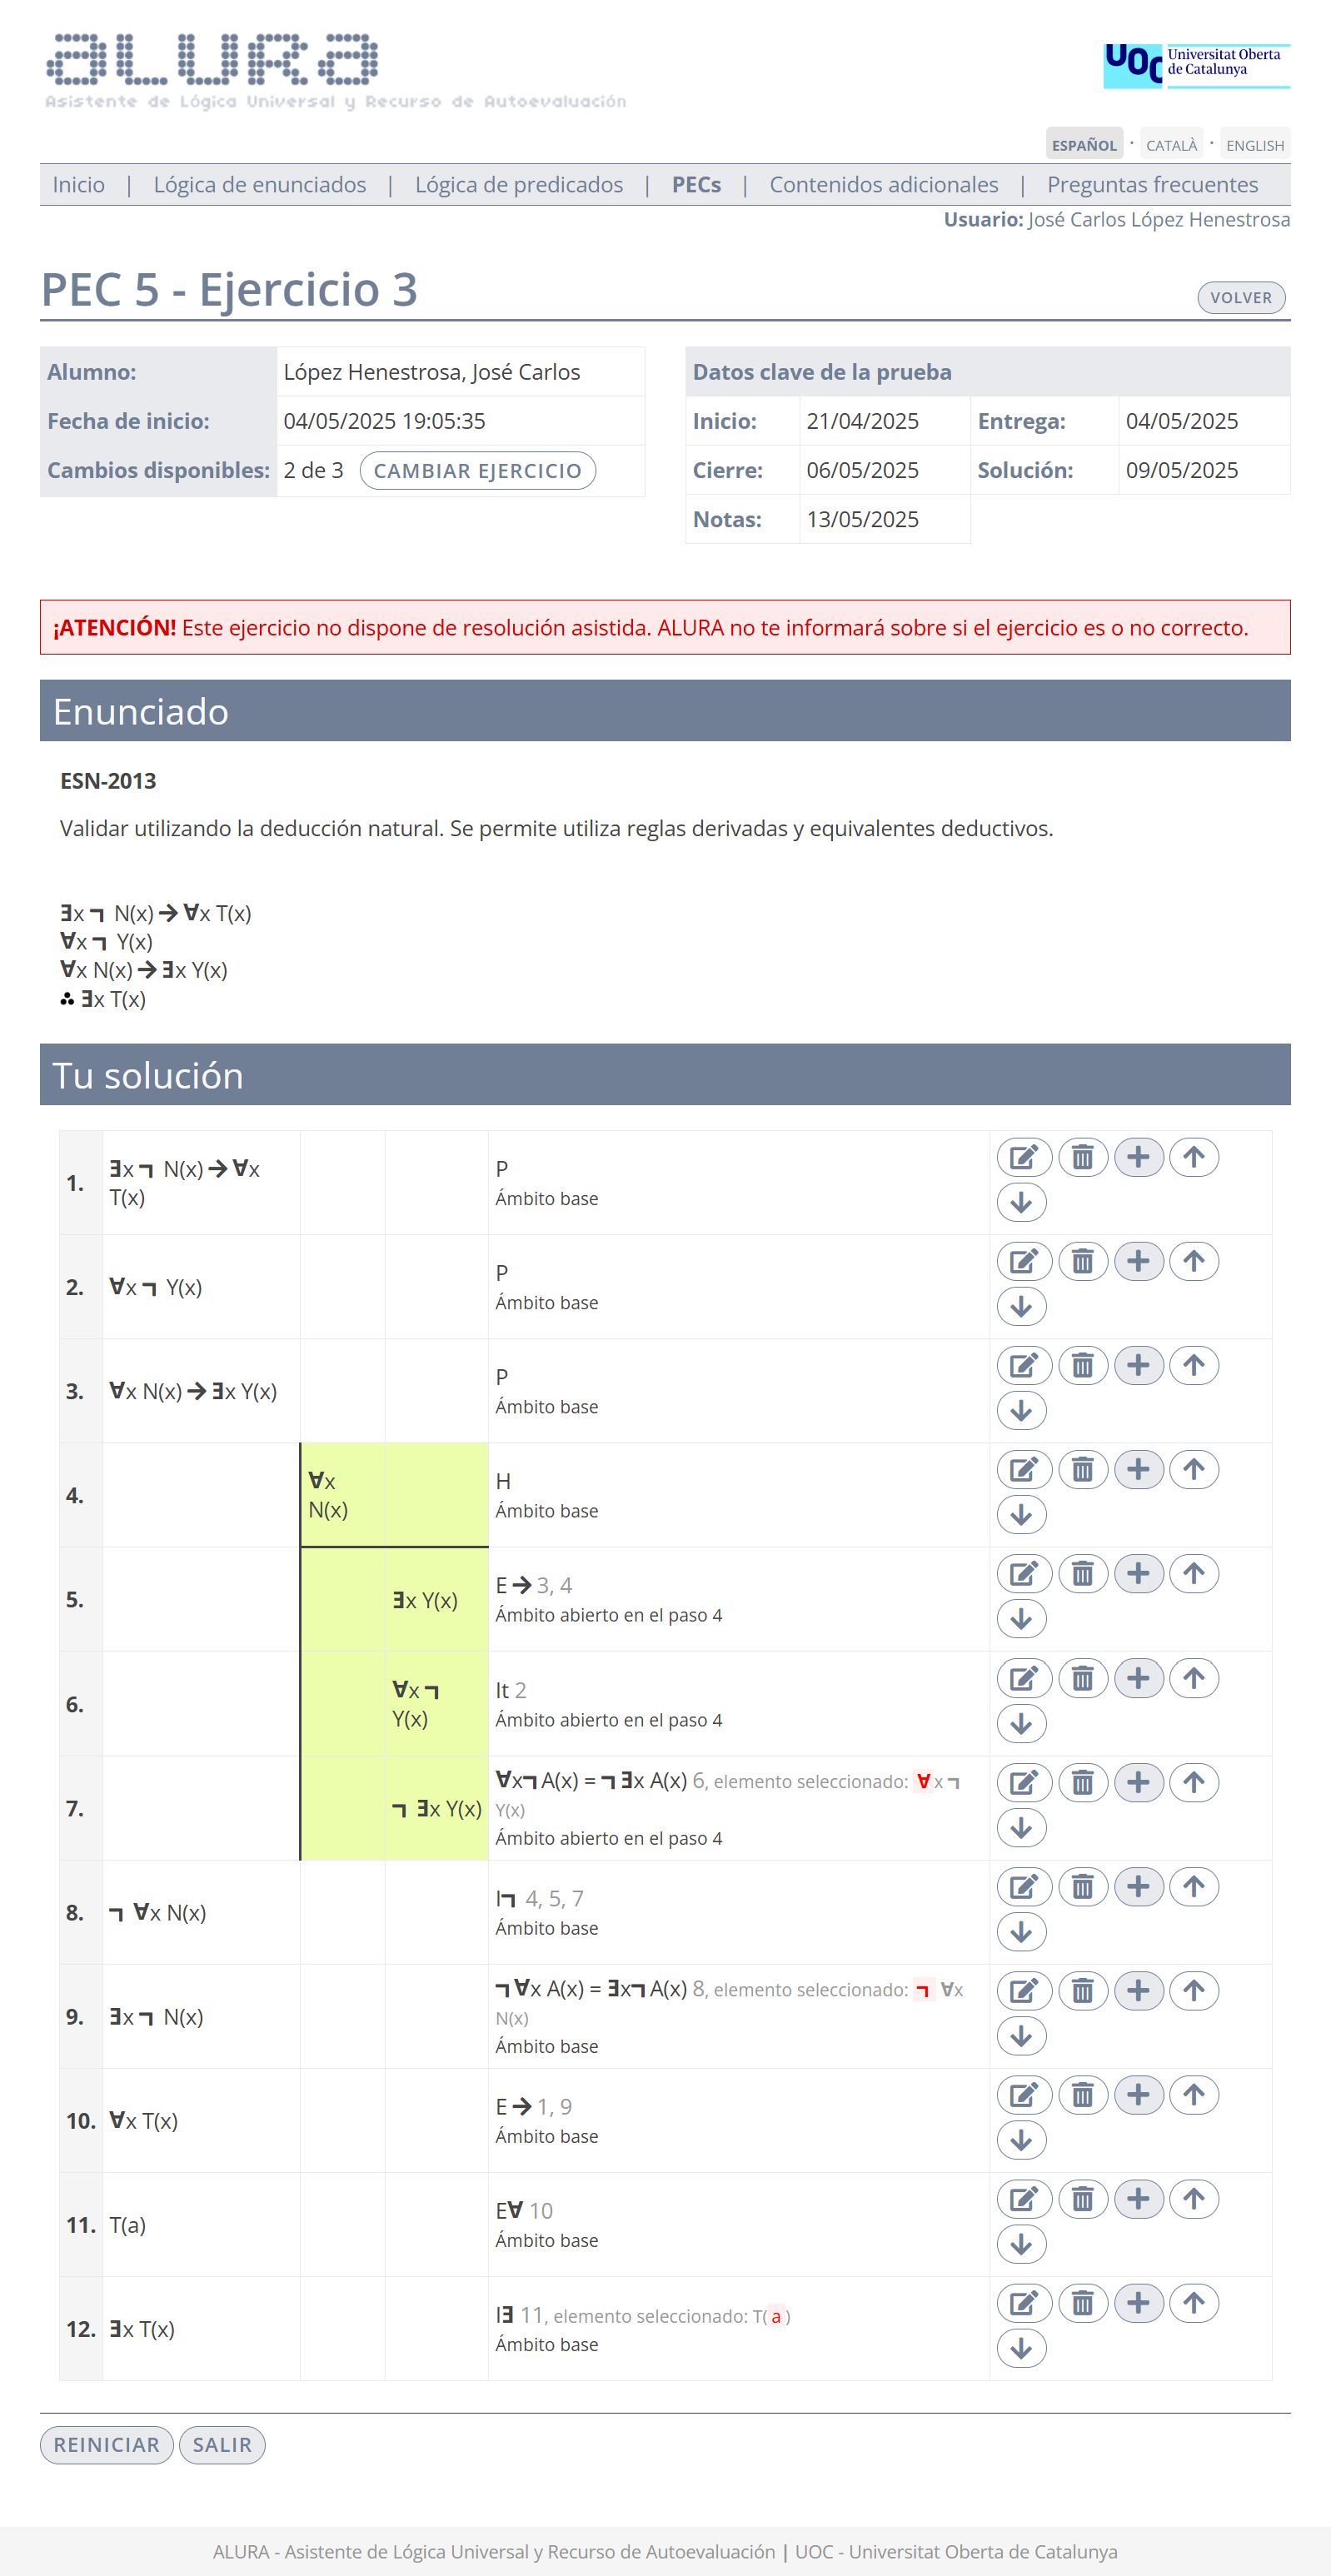 aLURa
Asistente de Lógica Universal y Recurso de Autoevaluación
UOC Universitat Oberta
de Catalunya
ESPAÑOL · CATALÀ · ENGLISH
Inicio | Lógica de enunciados | Lógica de predicados | PECs | Contenidos adicionales | Preguntas frecuentes
Usuario: José Carlos López Henestrosa
PEC 5 - Ejercicio 3
VOLVER
Alumno: López Henestrosa, José Carlos
Fecha de inicio: 04/05/2025 19:05:35
Cambios disponibles: 2 de 3 CAMBIAR EJERCICIO
Datos clave de la prueba
Inicio: 21/04/2025 Entrega: 04/05/2025
Cierre: 06/05/2025 Solución: 09/05/2025
Notas: 13/05/2025
¡ATENCIÓN! Este ejercicio no dispone de resolución asistida. ALURA no te informará sobre si el ejercicio es o no correcto.
Enunciado
ESN-2013
Validar utilizando la deducción natural. Se permite utiliza reglas derivadas y equivalentes deductivos.
∃x ¬ N(x) → ∀x T(x)
∀x ¬ Y(x)
∀x N(x) → ∃x Y(x)
∴ ∃x T(x)
Tu solución
1. ∃x ¬ N(x) → ∀x
T(x)
P
Ámbito base
2. ∀x ¬ Y(x)
P
Ámbito base
3. ∀x N(x) → ∃x Y(x)
P
Ámbito base
4. ∀x
N(x)
H
Ámbito base
5. ∃x Y(x)
E → 3, 4
Ámbito abierto en el paso 4
6. ∀x ¬
Y(x)
It 2
Ámbito abierto en el paso 4
7. ¬ ∃x Y(x)
∀x¬A(x) = ¬∃x A(x) 6, elemento seleccionado: ∀x ¬
Y(x)
Ámbito abierto en el paso 4
8. ¬ ∀x N(x)
I¬ 4, 5, 7
Ámbito base
9. ∃x ¬ N(x)
¬∀x A(x) = ∃x¬A(x) 8, elemento seleccionado: ¬ ∀x
N(x)
Ámbito base
10. ∀x T(x)
E → 1, 9
Ámbito base
11. T(a)
E∀ 10
Ámbito base
12. ∃x T(x)
I∃ 11, elemento seleccionado: T(a)
Ámbito base
REINICIAR SALIR
ALURA - Asistente de Lógica Universal y Recurso de Autoevaluación | UOC - Universitat Oberta de Catalunya